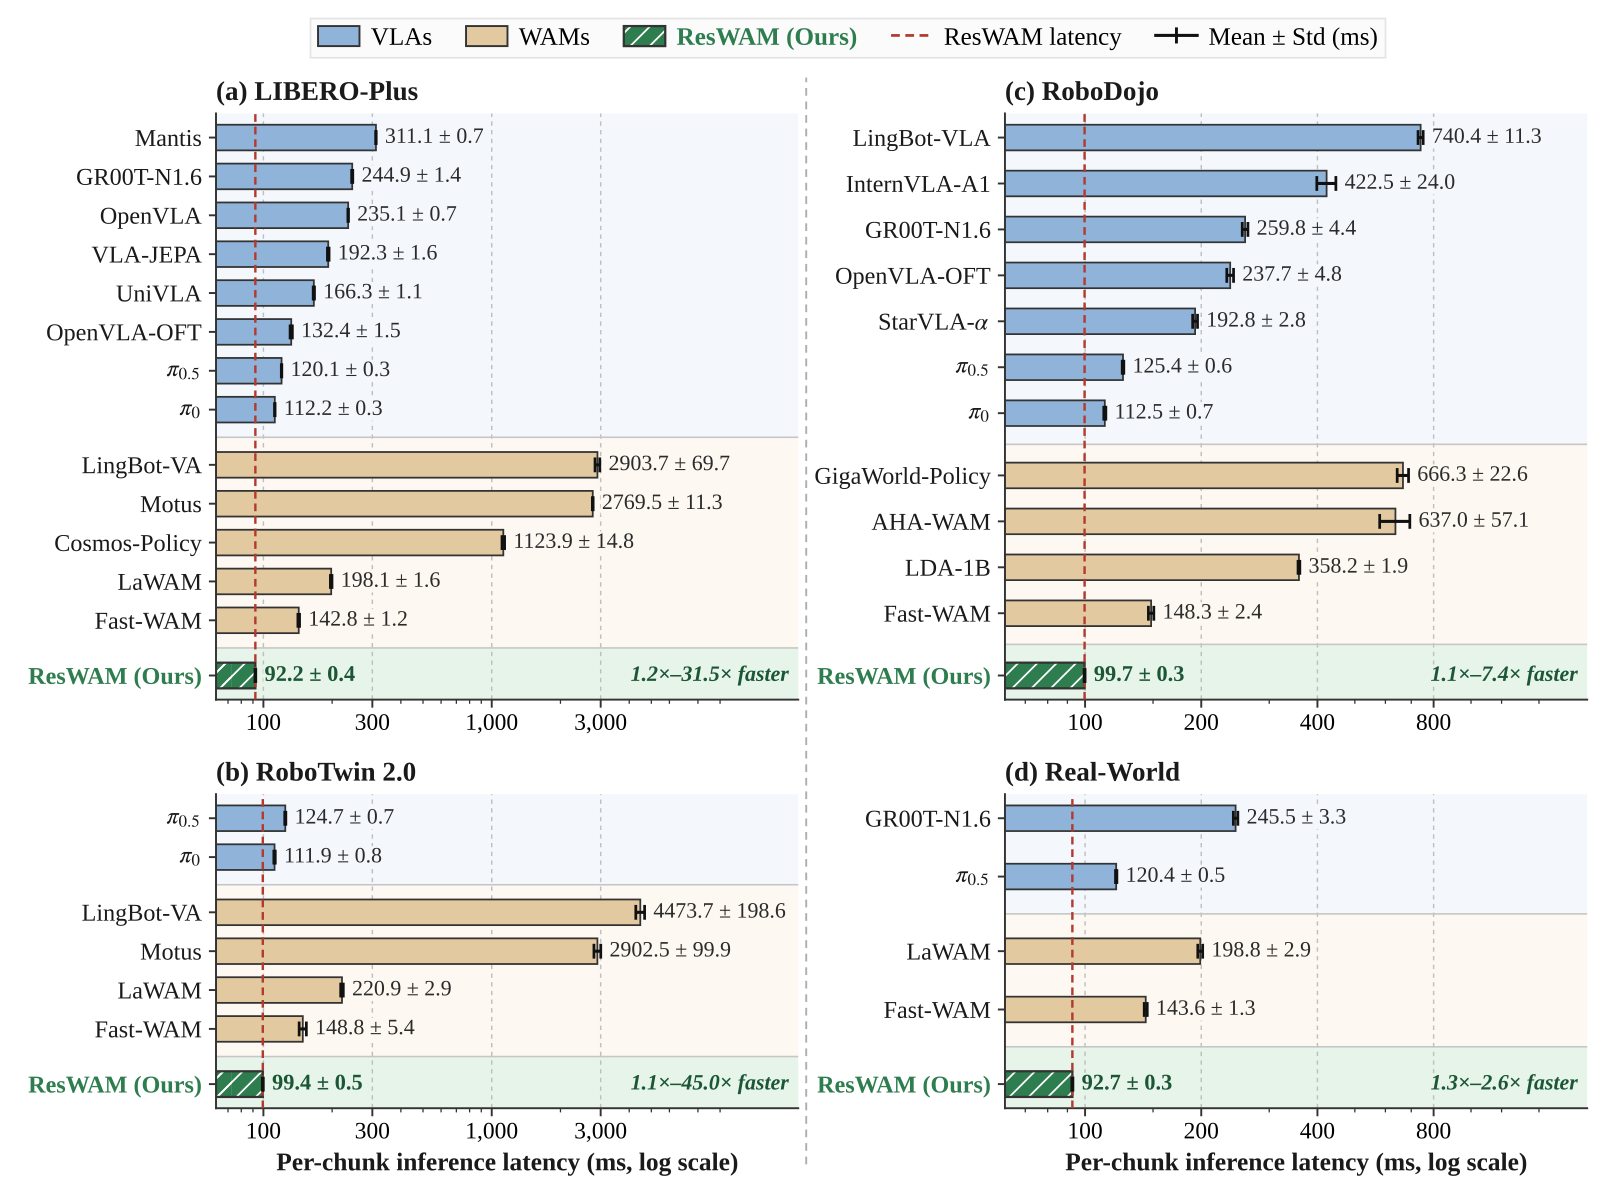 VLAs WAMs ResWAM (Ours) ResWAM latency Mean ± Std (ms)
(a) LIBERO-Plus
Mantis 311.1 ± 0.7
GR00T-N1.6 244.9 ± 1.4
OpenVLA 235.1 ± 0.7
VLA-JEPA 192.3 ± 1.6
UniVLA 166.3 ± 1.1
OpenVLA-OFT 132.4 ± 1.5
π0.5 120.1 ± 0.3
π0 112.2 ± 0.3
LingBot-VA 2903.7 ± 69.7
Motus 2769.5 ± 11.3
Cosmos-Policy 1123.9 ± 14.8
LaWAM 198.1 ± 1.6
Fast-WAM 142.8 ± 1.2
ResWAM (Ours) 92.2 ± 0.4 1.2×–31.5× faster
100 300 1,000 3,000
(b) RoboTwin 2.0
π0.5 124.7 ± 0.7
π0 111.9 ± 0.8
LingBot-VA 4473.7 ± 198.6
Motus 2902.5 ± 99.9
LaWAM 220.9 ± 2.9
Fast-WAM 148.8 ± 5.4
ResWAM (Ours) 99.4 ± 0.5 1.1×–45.0× faster
100 300 1,000 3,000
Per-chunk inference latency (ms, log scale)
(c) RoboDojo
LingBot-VLA 740.4 ± 11.3
InternVLA-A1 422.5 ± 24.0
GR00T-N1.6 259.8 ± 4.4
OpenVLA-OFT 237.7 ± 4.8
StarVLA-α 192.8 ± 2.8
π0.5 125.4 ± 0.6
π0 112.5 ± 0.7
GigaWorld-Policy 666.3 ± 22.6
AHA-WAM 637.0 ± 57.1
LDA-1B 358.2 ± 1.9
Fast-WAM 148.3 ± 2.4
ResWAM (Ours) 99.7 ± 0.3 1.1×–7.4× faster
100 200 400 800
(d) Real-World
GR00T-N1.6 245.5 ± 3.3
π0.5 120.4 ± 0.5
LaWAM 198.8 ± 2.9
Fast-WAM 143.6 ± 1.3
ResWAM (Ours) 92.7 ± 0.3 1.3×–2.6× faster
100 200 400 800
Per-chunk inference latency (ms, log scale)